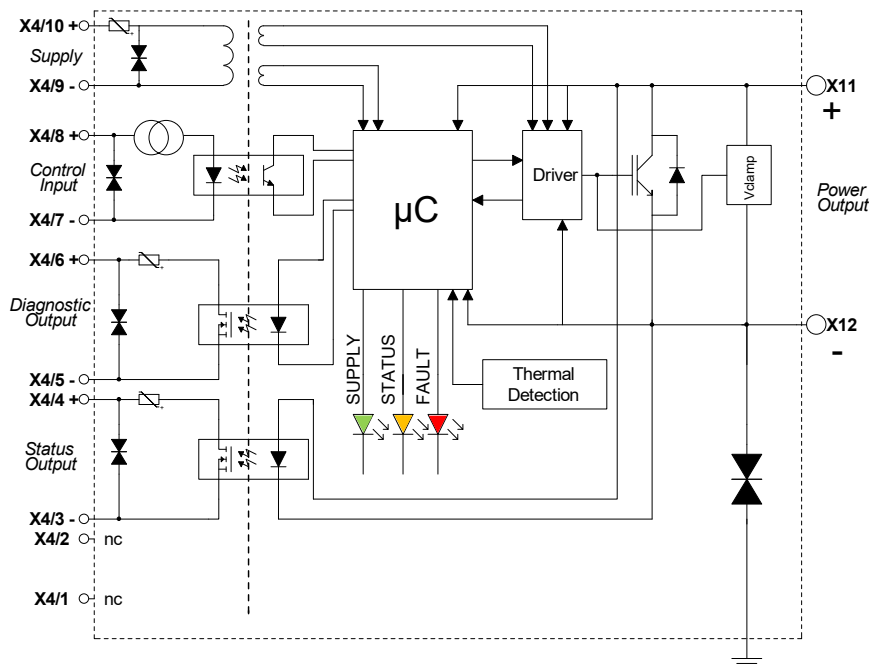 X4/10 +
Supply
X4/9 -
X4/8 +
Control
Input
X4/7 -
X4/6 +
Diagnostic
Output
X4/5 -
X4/4 +
Status
Output
X4/3 -
X4/2 nc
X4/1 nc
µC
Driver
Vclamp
X11
+
Power
Output
X12
-
SUPPLY
STATUS
FAULT
Thermal
Detection